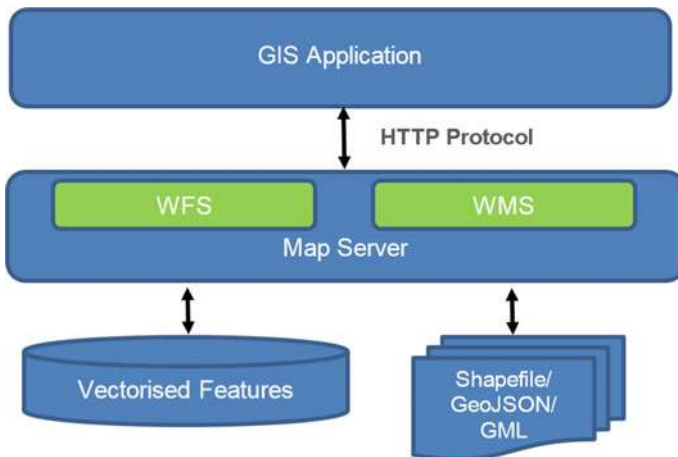 GIS Application
HTTP Protocol
WFS
WMS
Map Server
Vectorised Features
Shapefile/
GeoJSON/
GML